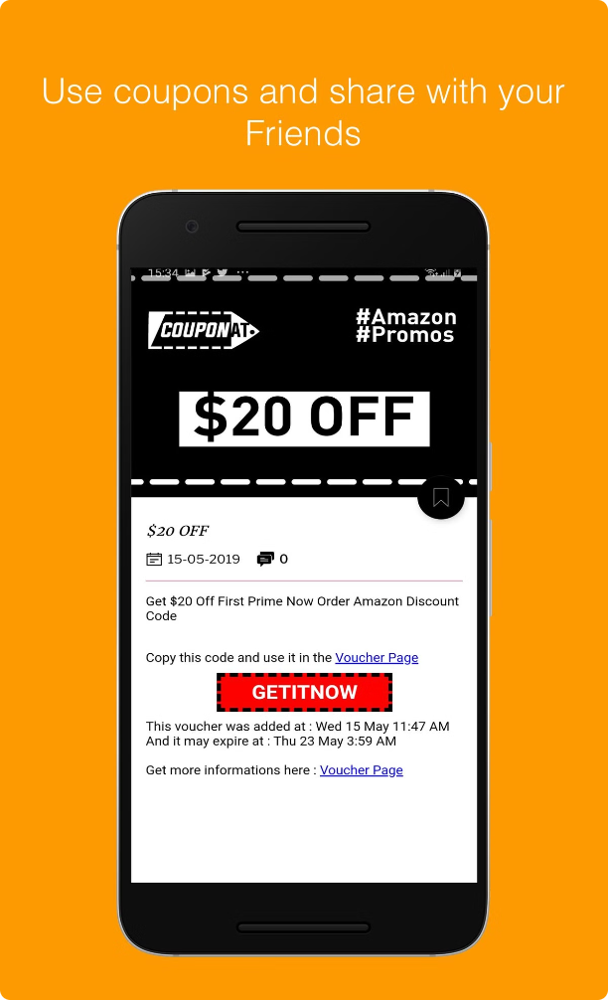 Use coupons and share with your
Friends
15:34 ...
COUPONAT.
#Amazon
#Promos
$20 OFF
$20 OFF
15-05-2019 0
Get $20 Off First Prime Now Order Amazon Discount
Code
Copy this code and use it in the Voucher Page
GETITNOW
This voucher was added at : Wed 15 May 11:47 AM
And it may expire at : Thu 23 May 3:59 AM
Get more informations here : Voucher Page